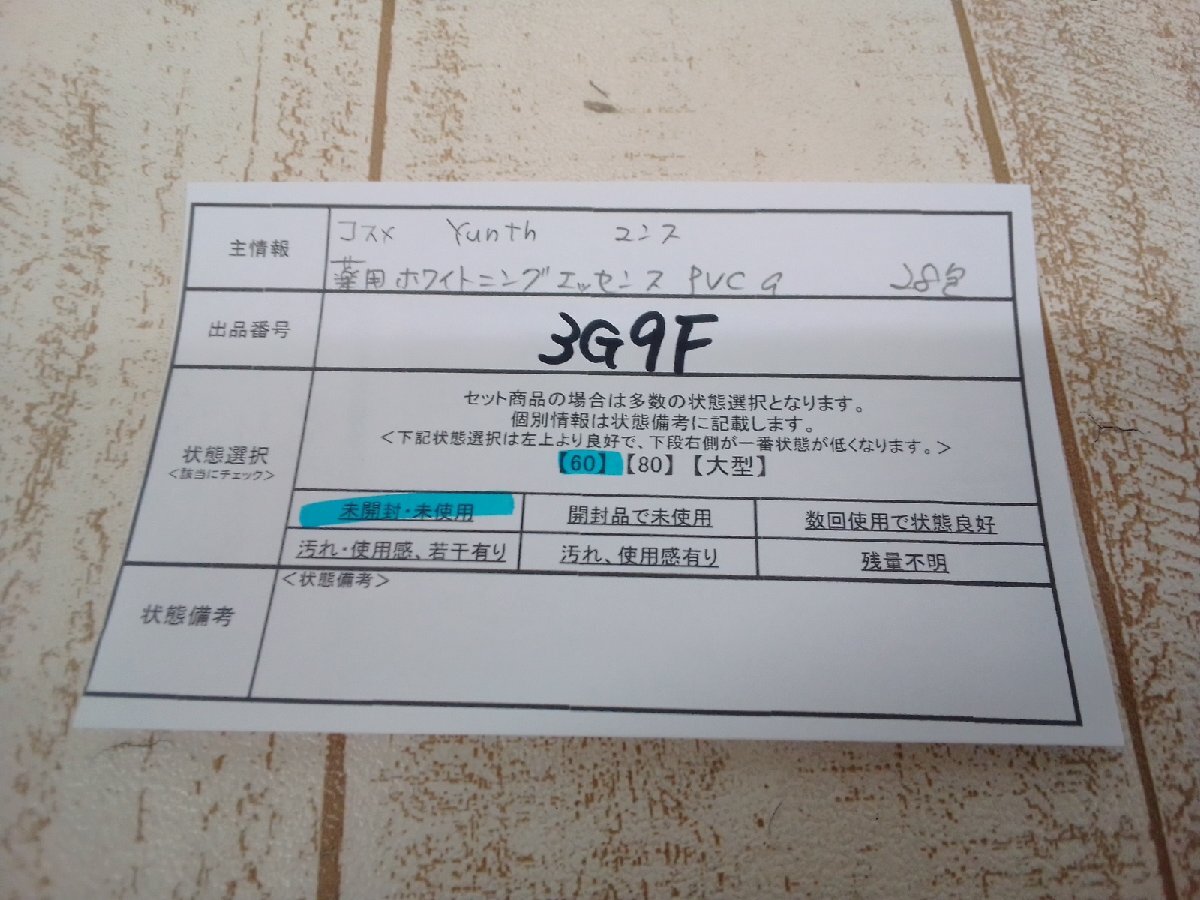 主情報
コスメ Yunth ユンス
薬用ホワイトニングエッセンス PVC a 28包
出品番号
3G9F
状態選択
<該当にチェック>
セット商品の場合は多数の状態選択となります。
個別情報は状態備考に記載します。
<下記状態選択は左上より良好で、下段右側が一番状態が低くなります。>
【60】【80】【大型】
未開封・未使用 開封品で未使用 数回使用で状態良好
汚れ・使用感、若干有り 汚れ、使用感有り 残量不明
状態備考
<状態備考>